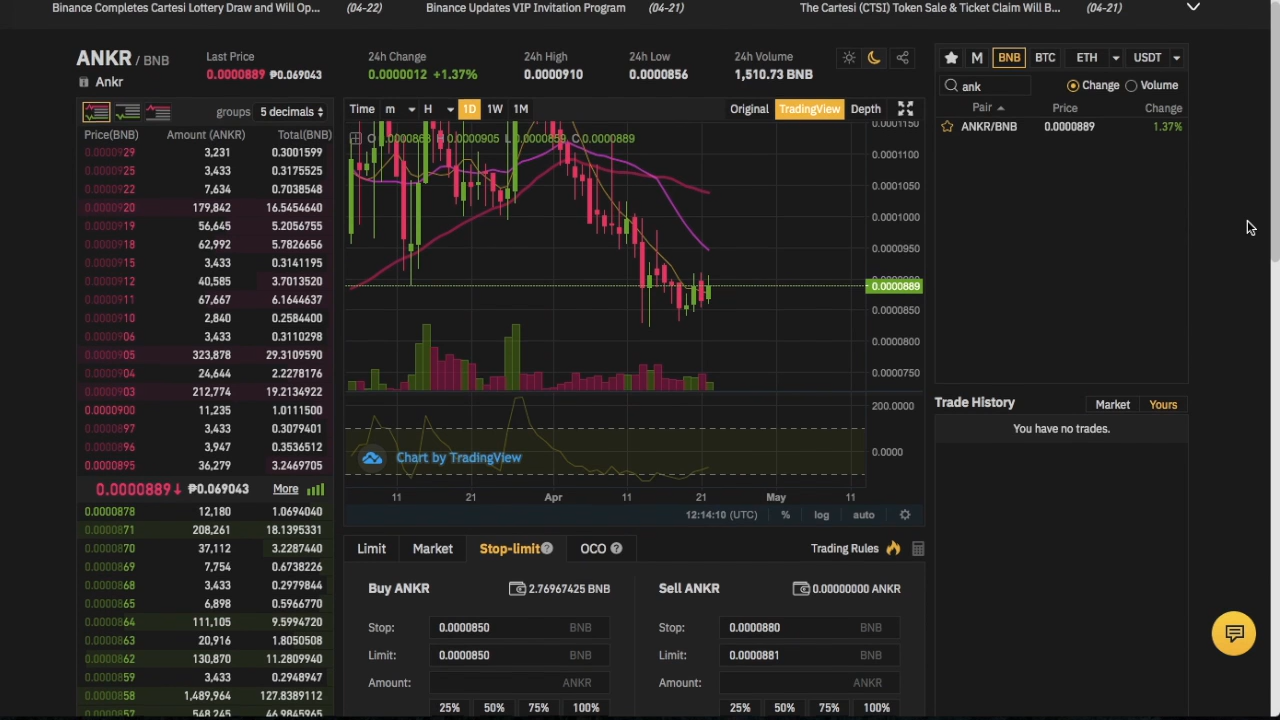 Binance Completes Cartesi Lottery Draw and Will Op... (04-22) Binance Updates VIP Invitation Program (04-21) The Cartesi (CTSI) Token Sale & Ticket Claim Will B... (04-21)
ANKR / BNB
Ankr
Last Price
0.0000889 ₱0.069043
24h Change
0.0000012 +1.37%
24h High
0.0000910
24h Low
0.0000856
24h Volume
1,510.73 BNB
groups 5 decimals
Price(BNB) Amount (ANKR) Total(BNB)
0.0000929 3,231 0.3001599
0.0000925 3,433 0.3175525
0.0000922 7,634 0.7038548
0.0000920 179,842 16.5454640
0.0000919 56,645 5.2056755
0.0000918 62,992 5.7826656
0.0000915 3,433 0.3141195
0.0000912 40,585 3.7013520
0.0000911 67,667 6.1644637
0.0000910 2,840 0.2584400
0.0000906 3,433 0.3110298
0.0000905 323,878 29.3109590
0.0000904 24,644 2.2278176
0.0000903 212,774 19.2134922
0.0000900 11,235 1.0111500
0.0000897 3,433 0.3079401
0.0000896 3,947 0.3536512
0.0000895 36,279 3.2469705
0.0000889↓ ₱0.069043 More
0.0000878 12,180 1.0694040
0.0000871 208,261 18.1395331
0.0000870 37,112 3.2287440
0.0000869 7,754 0.6738226
0.0000868 3,433 0.2979844
0.0000865 6,898 0.5966770
0.0000864 111,105 9.5994720
0.0000863 20,916 1.8050508
0.0000862 130,870 11.2809940
0.0000859 3,433 0.2948947
0.0000858 1,489,964 127.8389112
0.0000857 548,245 46.9845965
Time m H 1D 1W 1M Original TradingView Depth
H 0.0000905 C 0.0000889
0.0001150
0.0001100
0.0001050
0.0001000
0.0000950
0.0000889
0.0000850
0.0000800
0.0000750
200.0000
0.0000
Chart by TradingView
11 21 Apr 11 21 May 11
12:14:10 (UTC) % log auto
Limit Market Stop-limit? OCO ? Trading Rules
Buy ANKR 2.76967425 BNB
Stop: 0.0000850 BNB
Limit: 0.0000850 BNB
Amount: ANKR
25% 50% 75% 100%
Sell ANKR 0.00000000 ANKR
Stop: 0.0000880 BNB
Limit: 0.0000881 BNB
Amount: ANKR
25% 50% 75% 100%
M BNB BTC ETH USDT
ank Change Volume
Pair Price Change
ANKR/BNB 0.0000889 1.37%
Trade History Market Yours
You have no trades.